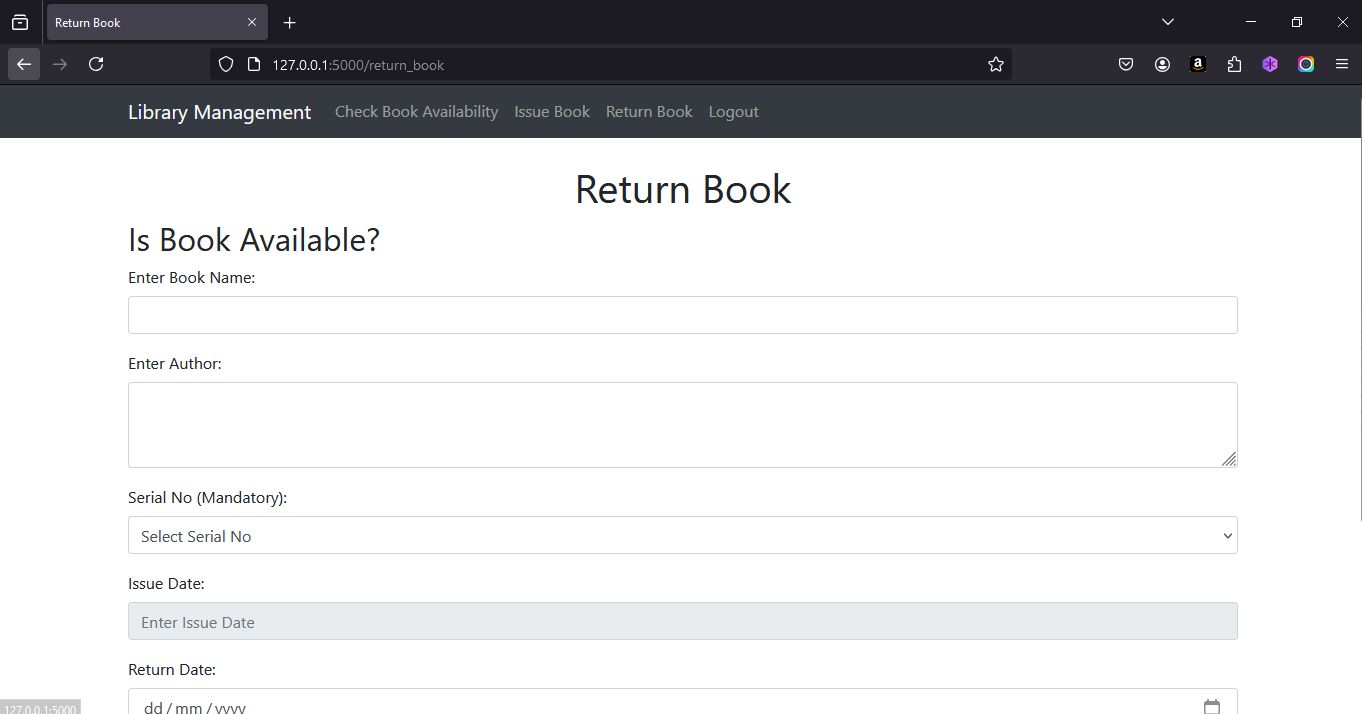 Return Book
127.0.0.1:5000/return_book
Library Management Check Book Availability Issue Book Return Book Logout
Return Book
Is Book Available?
Enter Book Name:
Enter Author:
Serial No (Mandatory):
Select Serial No
Issue Date:
Enter Issue Date
Return Date:
dd / mm / yyyy
127.0.0.1:5000